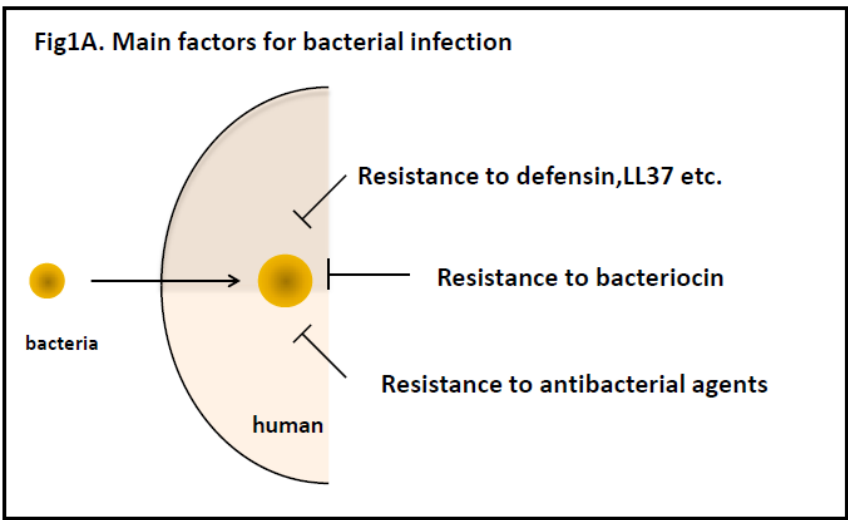 Fig1A. Main factors for bacterial infection
Resistance to defensin,LL37 etc.
Resistance to bacteriocin
bacteria
Resistance to antibacterial agents
human